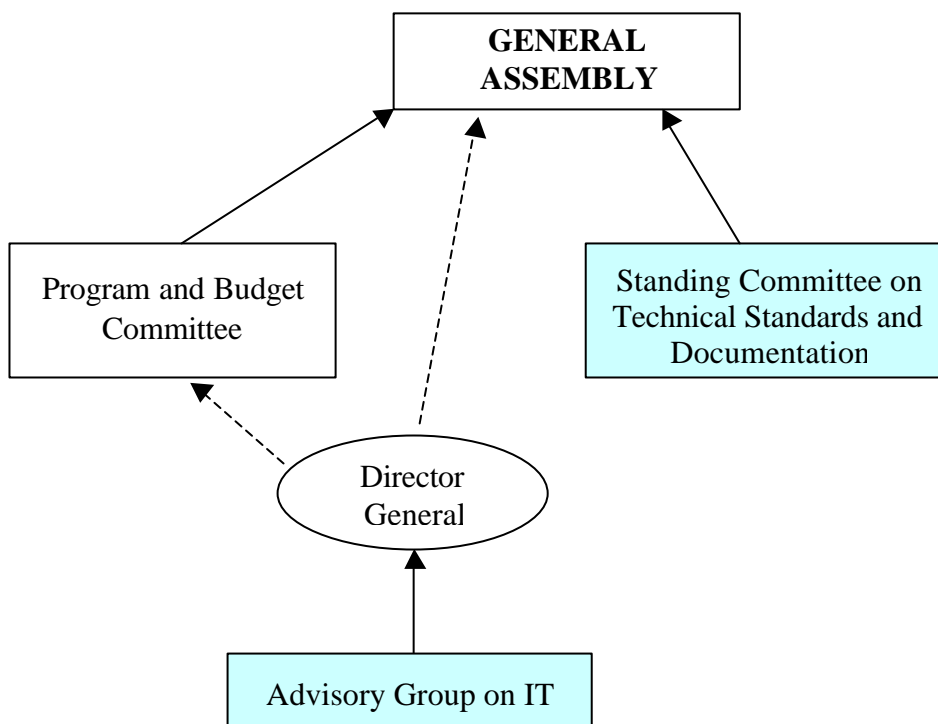 GENERAL
ASSEMBLY
Program and Budget
Committee
Standing Committee on
Technical Standards and
Documentation
Director
General
Advisory Group on IT